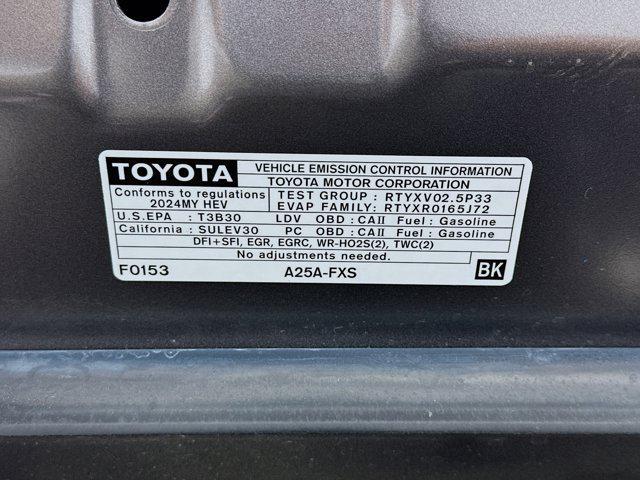 TOYOTA VEHICLE EMISSION CONTROL INFORMATION
TOYOTA MOTOR CORPORATION
Conforms to regulations
2024MY HEV
TEST GROUP : RTYXV02.5P33
EVAP FAMILY: RTYXR0165J72
U.S.EPA : T3B30 LDV OBD : CAII Fuel : Gasoline
California : SULEV30 PC OBD : CAII Fuel : Gasoline
DFI+SFI, EGR, EGRC, WR-HO2S(2), TWC(2)
No adjustments needed.
F0153 A25A-FXS BK